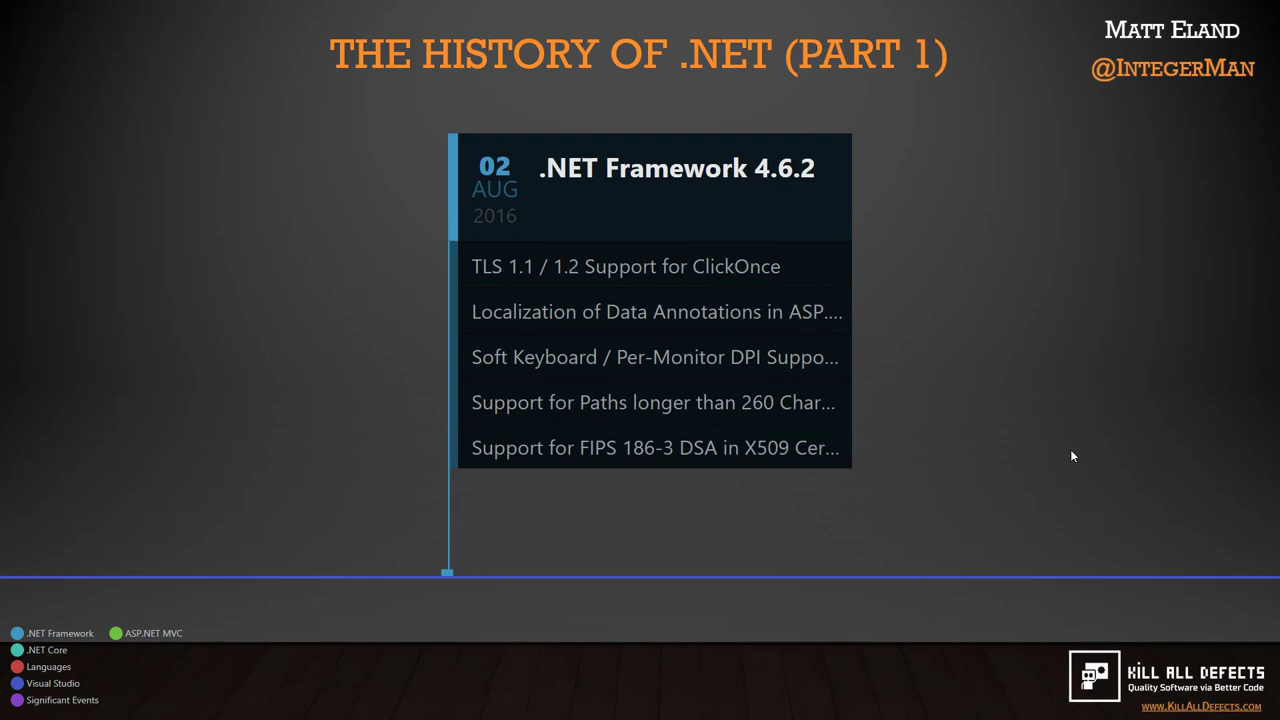 THE HISTORY OF .NET (PART 1)
MATT ELAND
@INTEGERMAN
02
AUG
2016
.NET Framework 4.6.2
TLS 1.1 / 1.2 Support for ClickOnce
Localization of Data Annotations in ASP....
Soft Keyboard / Per-Monitor DPI Suppo...
Support for Paths longer than 260 Char...
Support for FIPS 186-3 DSA in X509 Cer...
.NET Framework
ASP.NET MVC
.NET Core
Languages
Visual Studio
Significant Events
KILL ALL DEFECTS
Quality Software via Better Code
WWW.KILLALLDEFECTS.COM